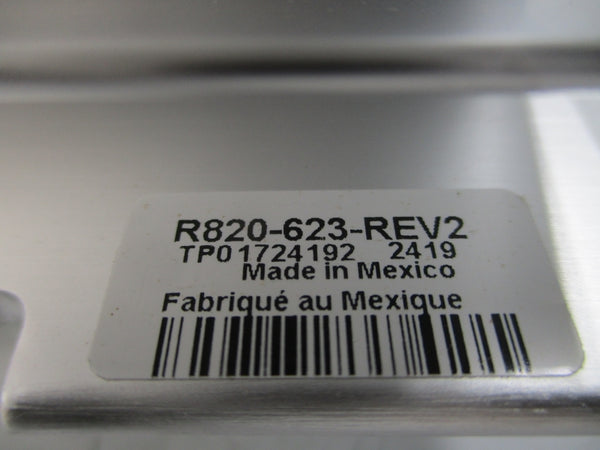 R820-623-REV2
TP01724192 2419
Made in Mexico
Fabriqué au Mexique